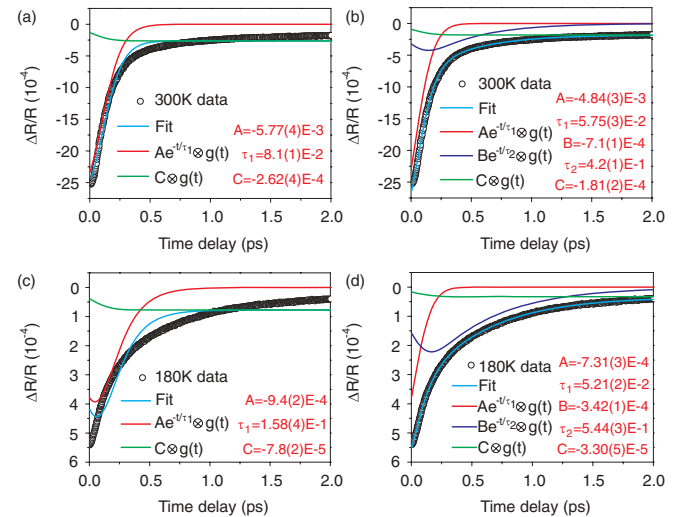 (a)
0
-5
-10
-15
-20
-25
ΔR/R (10⁻⁴)
300K data
Fit
Ae^-t/τ₁⊗g(t)
C⊗g(t)
A=-5.77(4)E-3
τ₁=8.1(1)E-2
C=-2.62(4)E-4
0.0 0.5 1.0 1.5 2.0
Time delay (ps)
(b)
0
-5
-10
-15
-20
-25
ΔR/R (10⁻⁴)
300K data
Fit
Ae^-t/τ₁⊗g(t)
Be^-t/τ₂⊗g(t)
C⊗g(t)
A=-4.84(3)E-3
τ₁=5.75(3)E-2
B=-7.1(1)E-4
τ₂=4.2(1)E-1
C=-1.81(2)E-4
0.0 0.5 1.0 1.5 2.0
Time delay (ps)
(c)
0
1
2
3
4
5
6
ΔR/R (10⁻⁴)
180K data
Fit
Ae^-t/τ₁⊗g(t)
C⊗g(t)
A=-9.4(2)E-4
τ₁=1.58(4)E-1
C=-7.8(2)E-5
0.0 0.5 1.0 1.5 2.0
Time delay (ps)
(d)
0
1
2
3
4
5
6
ΔR/R (10⁻⁴)
180K data
Fit
Ae^-t/τ₁⊗g(t)
Be^-t/τ₂⊗g(t)
C⊗g(t)
A=-7.31(3)E-4
τ₁=5.21(2)E-2
B=-3.42(1)E-4
τ₂=5.44(3)E-1
C=-3.30(5)E-5
0.0 0.5 1.0 1.5 2.0
Time delay (ps)